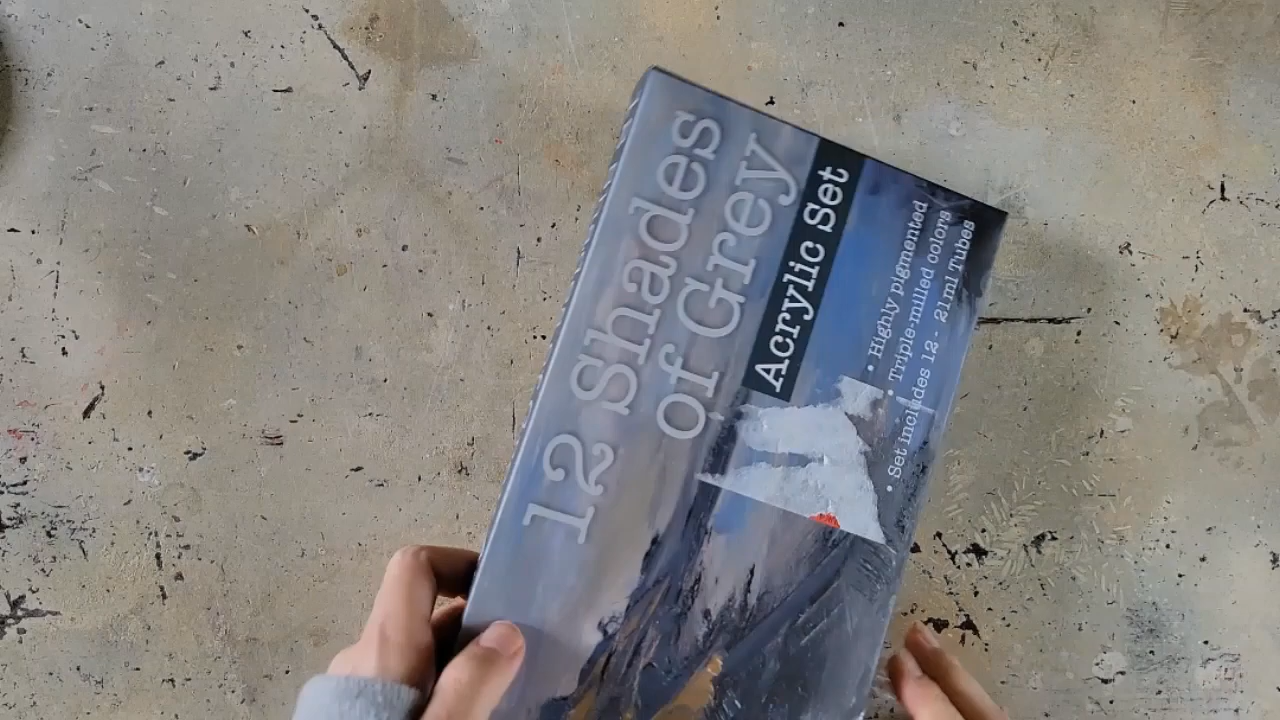 12 Shades
of Grey
Acrylic Set
• Highly pigmented
• Triple-milled colors
• Set includes 12 - 21ml Tubes